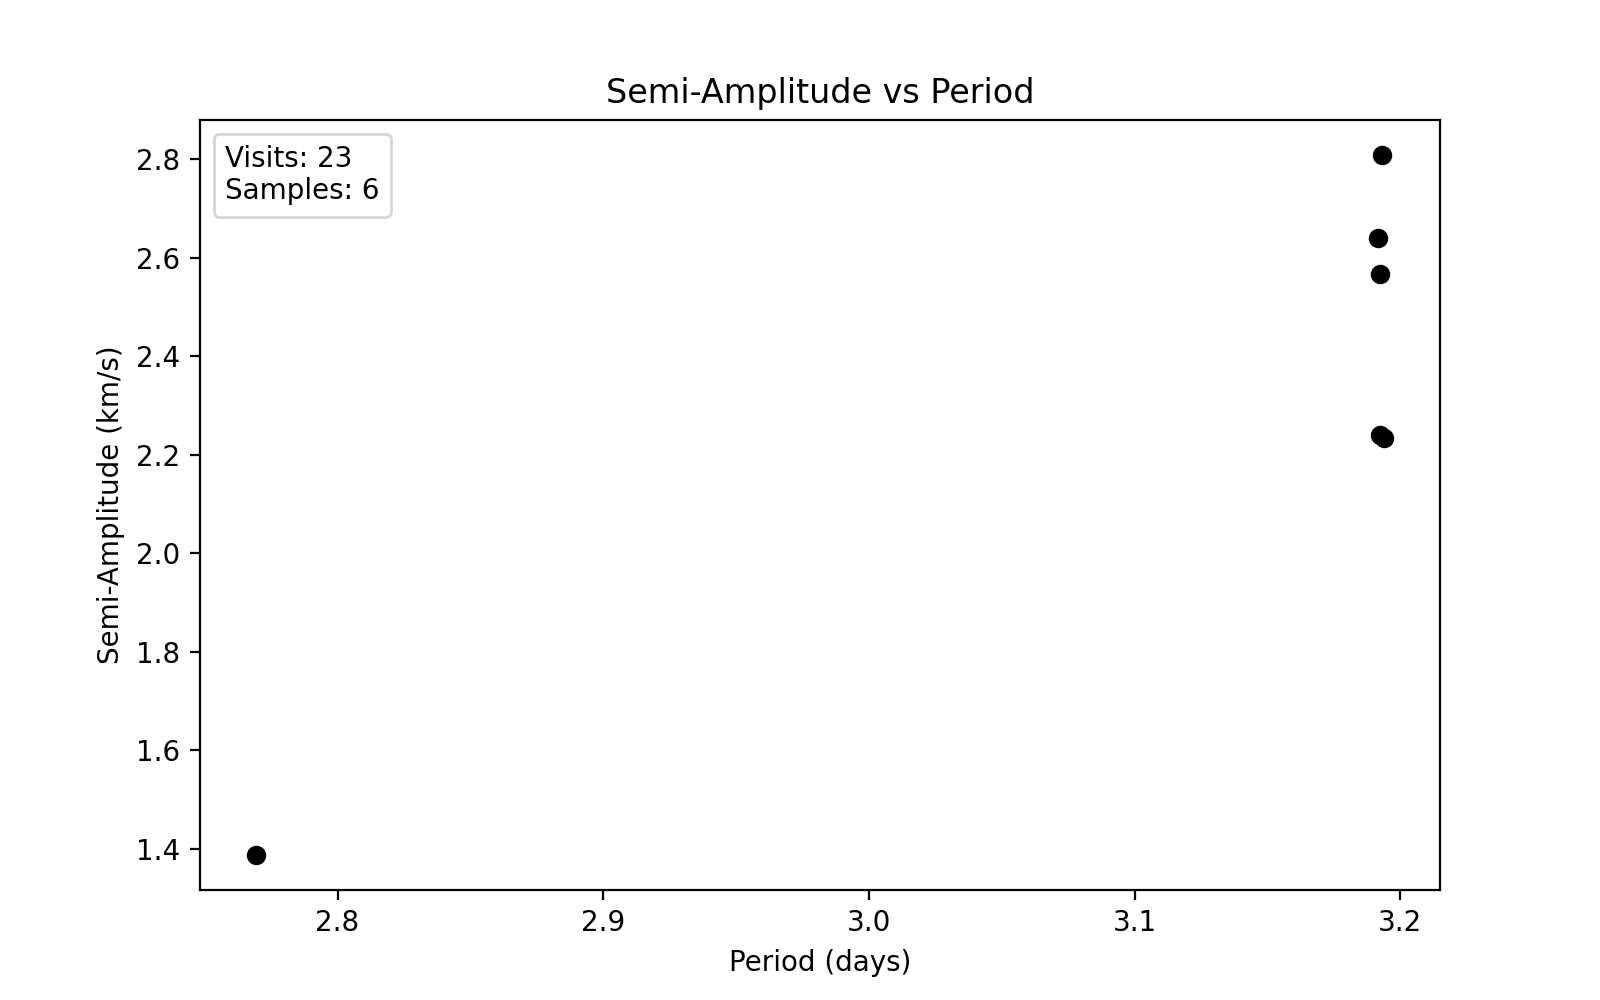 Semi-Amplitude vs Period
Visits: 23
Samples: 6
Semi-Amplitude (km/s)
2.8
2.6
2.4
2.2
2.0
1.8
1.6
1.4
2.8 2.9 3.0 3.1 3.2
Period (days)